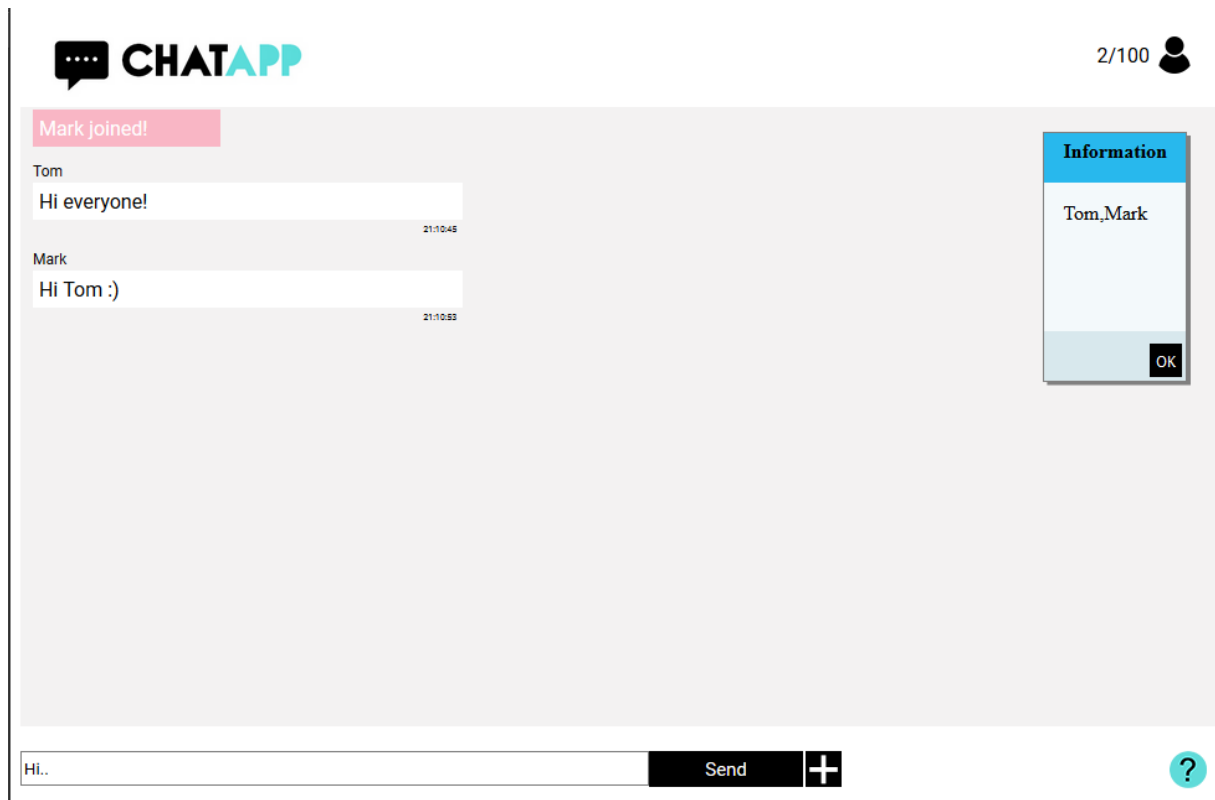 CHATAPP
2/100
Mark joined!
Tom
Hi everyone!
21:10:45
Mark
Hi Tom :)
21:10:53
Information
Tom,Mark
OK
Hi..
Send
?